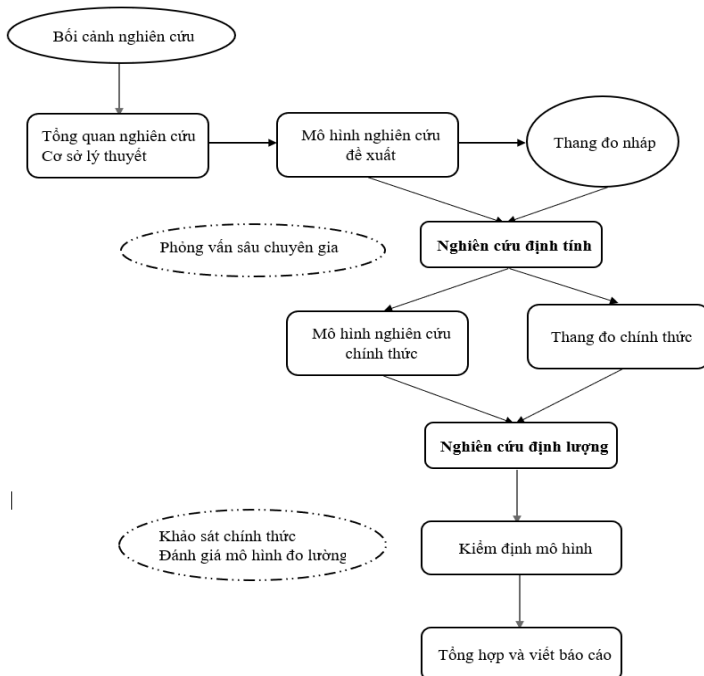 Bối cảnh nghiên cứu
Tổng quan nghiên cứu
Cơ sở lý thuyết
Mô hình nghiên cứu
đề xuất
Thang đo nháp
Phỏng vấn sâu chuyên gia
Nghiên cứu định tính
Mô hình nghiên cứu
chính thức
Thang đo chính thức
Nghiên cứu định lượng
Khảo sát chính thức
Đánh giá mô hình đo lường
Kiểm định mô hình
Tổng hợp và viết báo cáo